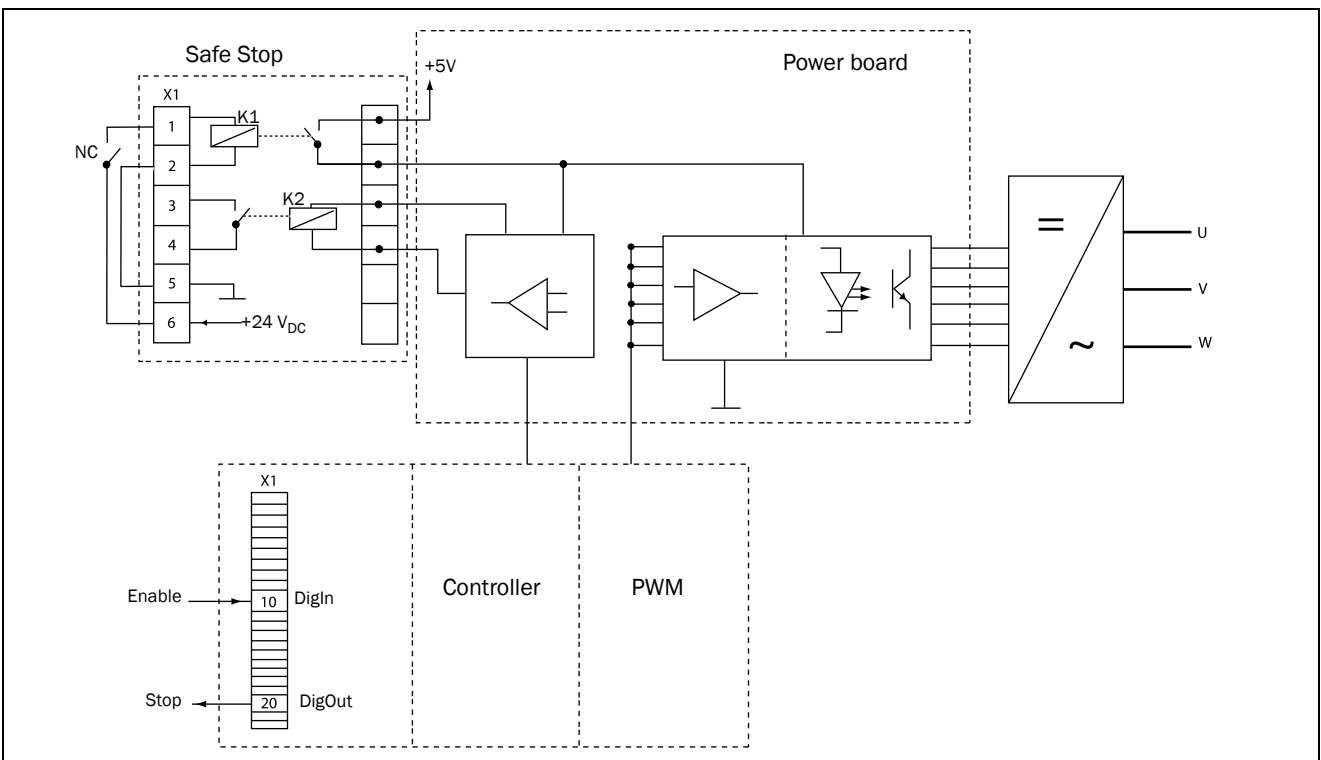 Safe Stop
Power board
+5V
X1
K1
1
NC
2
K2
3
4
5
6
+24 VDC
=
~
U
V
W
X1
Enable
10
DigIn
Controller
PWM
Stop
20
DigOut